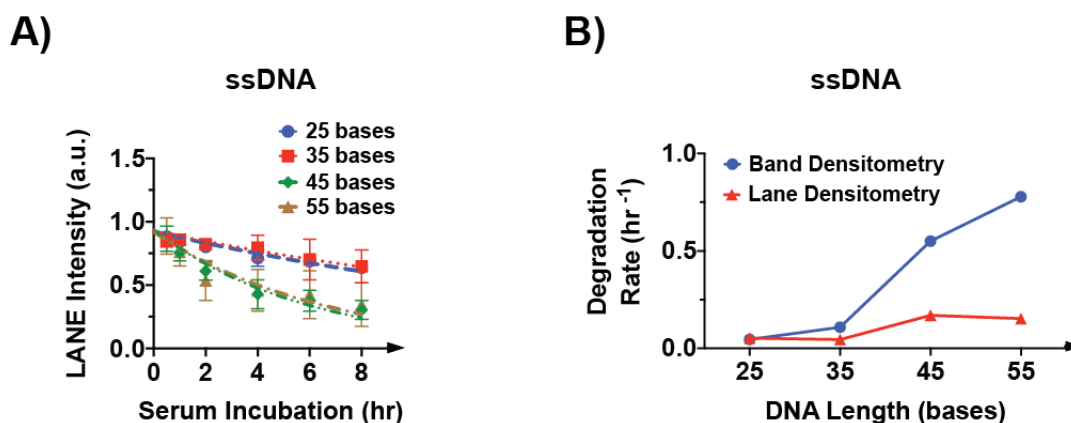 A)
ssDNA
LANE Intensity (a.u.)
25 bases
35 bases
45 bases
55 bases
1.5
1.0
0.5
0.0
0 2 4 6 8
Serum Incubation (hr)
B)
ssDNA
Degradation
Rate (hr -1)
Band Densitometry
Lane Densitometry
1.0
0.5
0.0
25 35 45 55
DNA Length (bases)